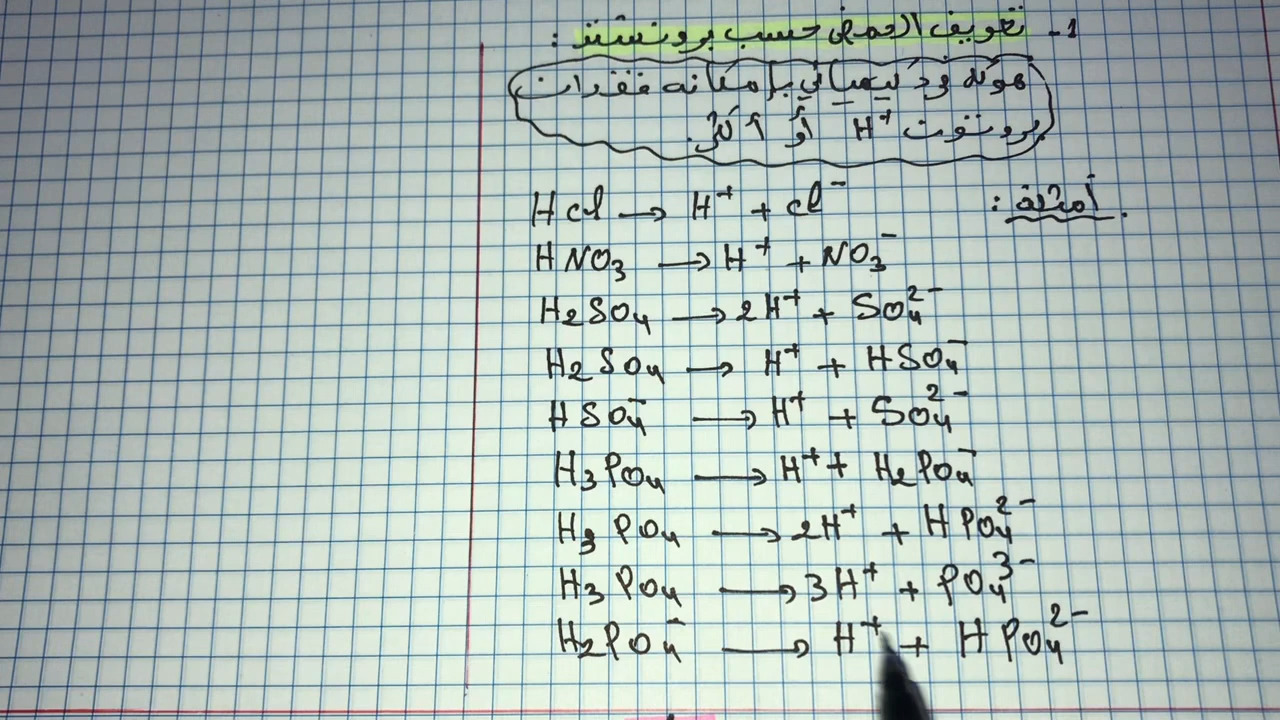 1- تعريف الحمض حسب برونشتد :
هو كل فرد كيميائي بإمكانه فقدان
بروتون H⁺ أو أكثر.
أمثلة :
HCl → H⁺ + Cl⁻
HNO₃ → H⁺ + NO₃⁻
H₂SO₄ → 2H⁺ + SO₄²⁻
H₂SO₄ → H⁺ + HSO₄⁻
HSO₄⁻ → H⁺ + SO₄²⁻
H₃PO₄ → H⁺ + H₂PO₄⁻
H₃PO₄ → 2H⁺ + HPO₄²⁻
H₃PO₄ → 3H⁺ + PO₄³⁻
H₂PO₄⁻ → H⁺ + HPO₄²⁻